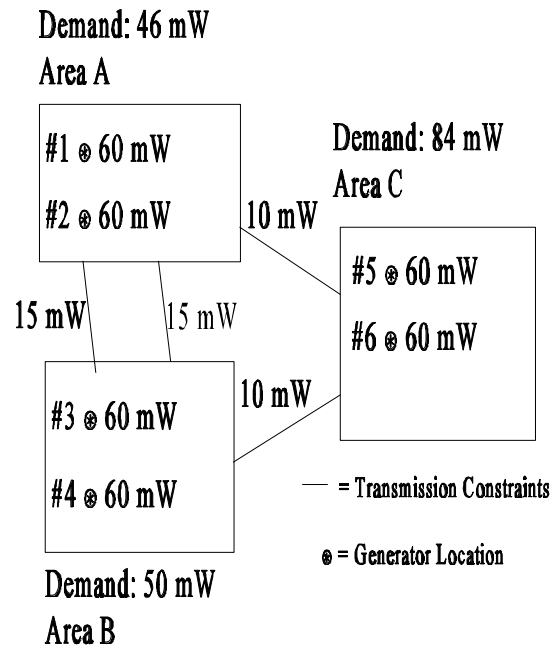 Demand: 46 mW
Area A
#1 ⊛ 60 mW
#2 ⊛ 60 mW
Demand: 84 mW
Area C
10 mW
#5 ⊛ 60 mW
#6 ⊛ 60 mW
15 mW
15 mW
#3 ⊛ 60 mW
#4 ⊛ 60 mW
10 mW
— = Transmission Constraints
⊛ = Generator Location
Demand: 50 mW
Area B